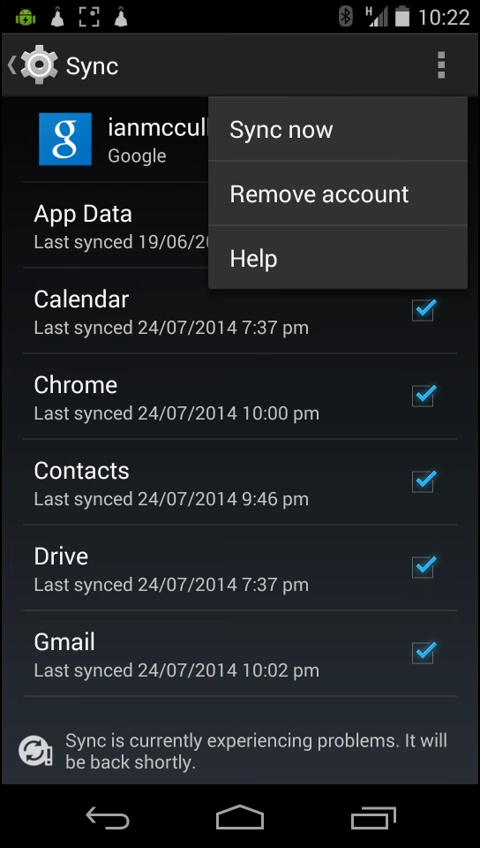 H 10:22
Sync
Sync now
g
Google
Remove account
App Data
Last synced 19/06/
Help
Calendar
Last synced 24/07/2014 7:37 pm
Chrome
Last synced 24/07/2014 10:00 pm
Contacts
Last synced 24/07/2014 9:46 pm
Drive
Last synced 24/07/2014 7:37 pm
Gmail
Last synced 24/07/2014 10:02 pm
Sync is currently experiencing problems. It will
be back shortly.